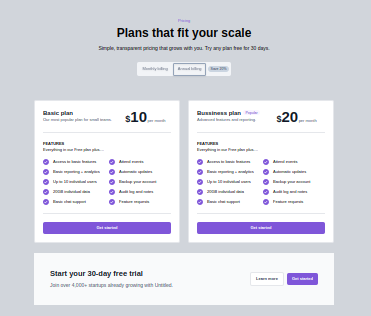 Pricing
Plans that fit your scale
Simple, transparent pricing that grows with you. Try any plan free for 30 days.
Monthly billing
Annual billing
Save 20%
Basic plan
Our most popular plan for small teams.
$10 per month
FEATURES
Everything in our Free plan plus...
Access to basic features
Attend events
Basic reporting + analytics
Automatic updates
Up to 10 individual users
Backup your account
20GB individual data
Audit log and notes
Basic chat support
Feature requests
Get started
Bussiness plan
Popular
Advanced features and reporting.
$20 per month
FEATURES
Everything in our Free plan plus...
Access to basic features
Attend events
Basic reporting + analytics
Automatic updates
Up to 10 individual users
Backup your account
20GB individual data
Audit log and notes
Basic chat support
Feature requests
Get started
Start your 30-day free trial
Join over 4,000+ startups already growing with Untitled.
Learn more
Get started